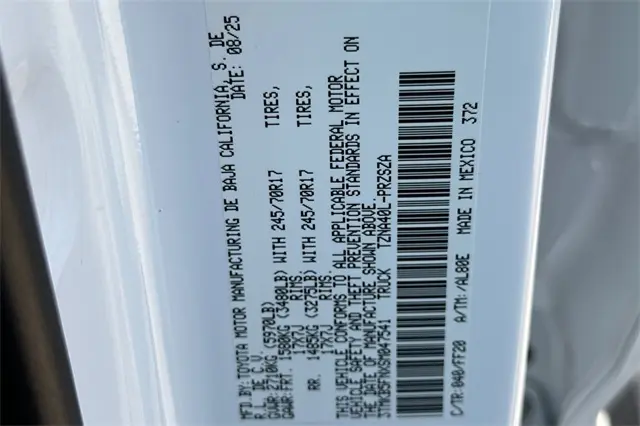 MFD.BY:TOYOTA MOTOR MANUFACTURING DE BAJA CALIFORNIA, S. DE
R.L. DE C.V. DATE: 08/25
GVWR: 2710KG (5970LB)
GAWR:FRT. 1580KG (3480LB) WITH 245/70R17 TIRES,
17X7J RIMS.
RR. 1485KG (3275LB) WITH 245/70R17 TIRES,
17X7J RIMS.
THIS VEHICLE CONFORMS TO ALL APPLICABLE FEDERAL MOTOR
VEHICLE SAFETY AND THEFT PREVENTION STANDARDS IN EFFECT ON
THE DATE OF MANUFACTURE SHOWN ABOVE.
TRUCK TZNA40L-PRZSZA
C/TR:040/FF20 A/TM:/AL80E MADE IN MEXICO 372